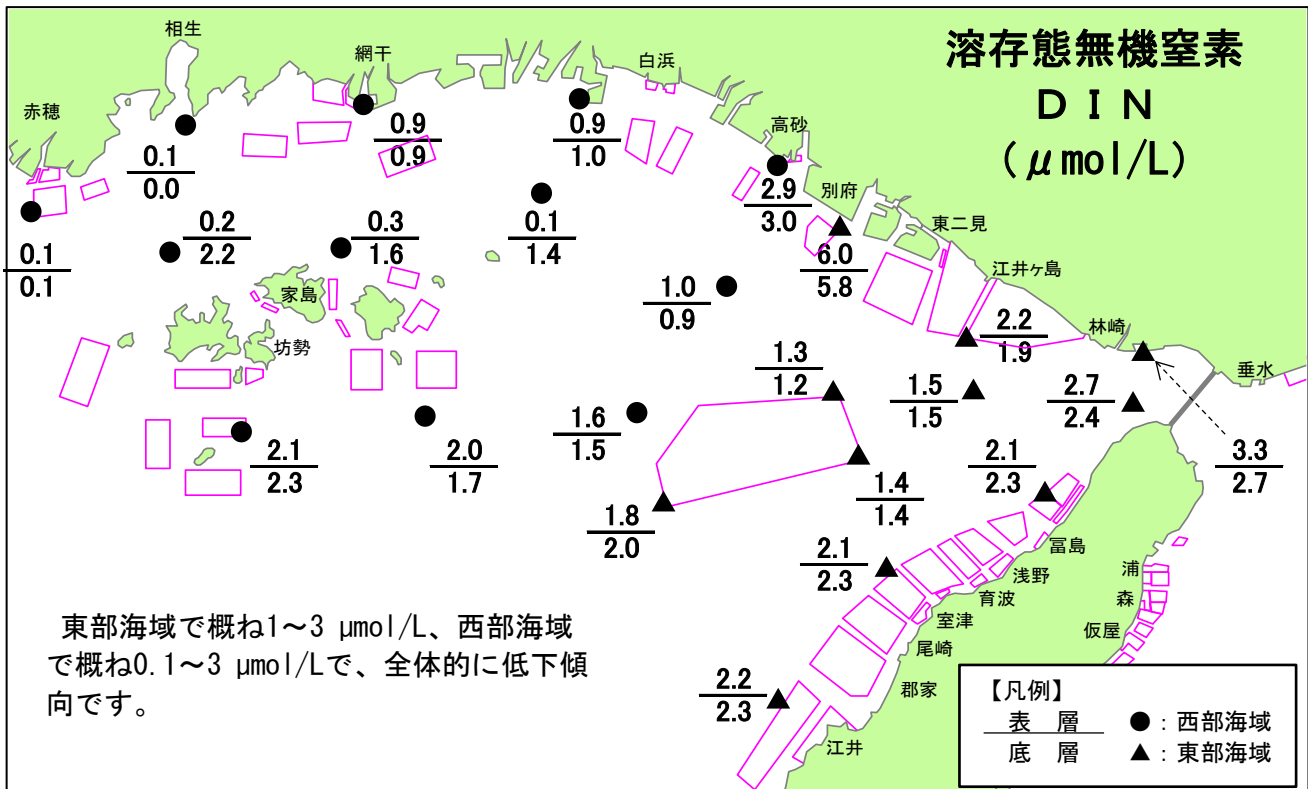 溶存態無機窒素
DIN
(μmol/L)
相生
網干
白浜
赤穂
高砂
別府
東二見
江井ヶ島
林崎
垂水
家島
坊勢
0.1
0.0
0.9
0.9
0.9
1.0
2.9
3.0
0.1
0.1
0.2
2.2
0.3
1.6
0.1
1.4
6.0
5.8
1.0
0.9
2.2
1.9
1.3
1.2
1.5
1.5
2.7
2.4
3.3
2.7
1.6
1.5
2.1
2.3
2.0
1.7
1.4
1.4
2.1
2.3
1.8
2.0
2.1
2.3
2.2
2.3
冨島
浅野
育波
室津
尾崎
郡家
江井
浦
森
仮屋
東部海域で概ね1～3 μmol/L、西部海域
で概ね0.1～3 μmol/Lで、全体的に低下傾
向です。
【凡例】
表 層 ●：西部海域
底 層 ▲：東部海域